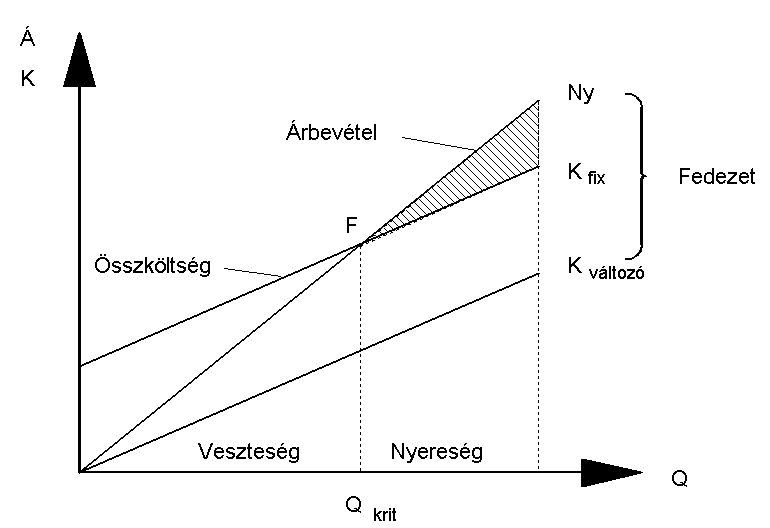 Á
K
Ny
Árbevétel
K fix
Fedezet
F
Összköltség
K változó
Veszteség
Nyereség
Q
Q krit